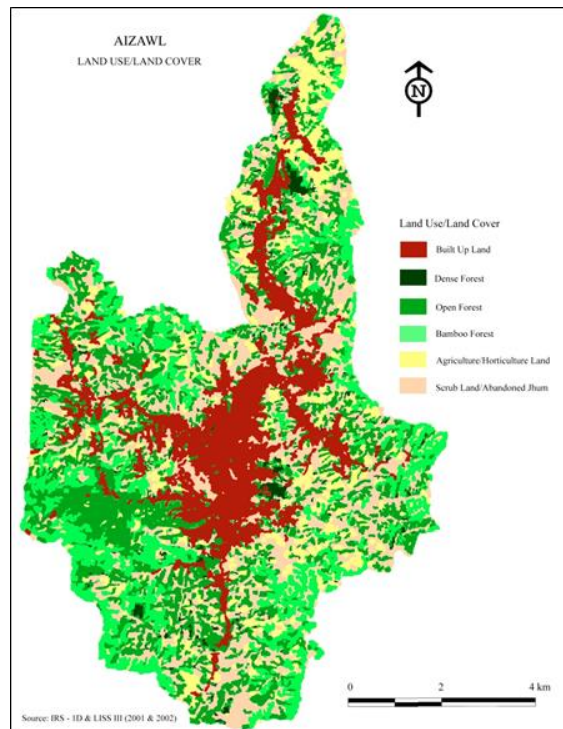 AIZAWL
LAND USE/LAND COVER
N
Land Use/Land Cover
Built Up Land
Dense Forest
Open Forest
Bamboo Forest
Agriculture/Horticulture Land
Scrub Land/Abandoned Jhum
0 2 4 km
Source: IRS - 1D & LISS III (2001 & 2002)